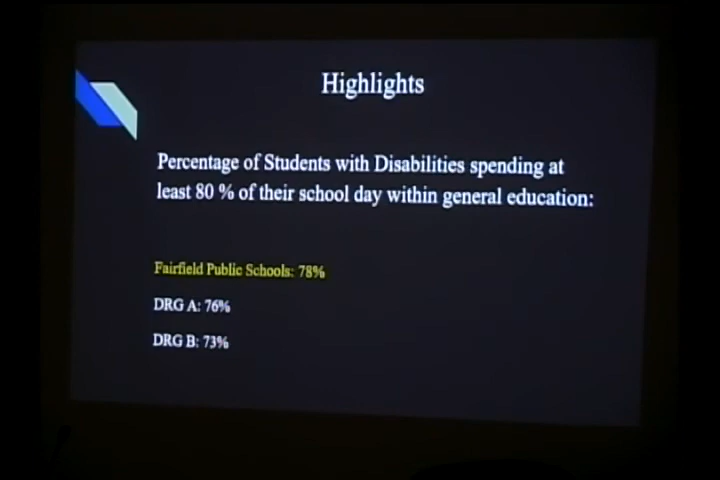 Highlights
Percentage of Students with Disabilities spending at
least 80 % of their school day within general education:
Fairfield Public Schools: 78%
DRG A: 76%
DRG B: 73%